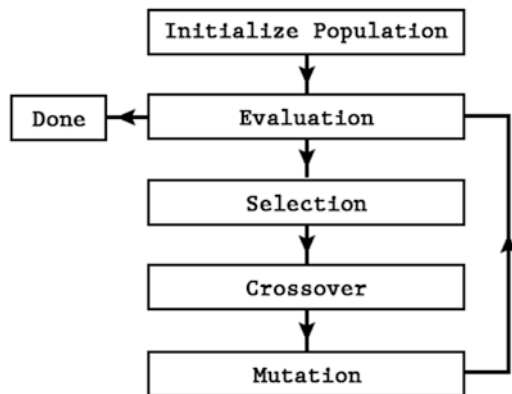 Initialize Population
Done
Evaluation
Selection
Crossover
Mutation